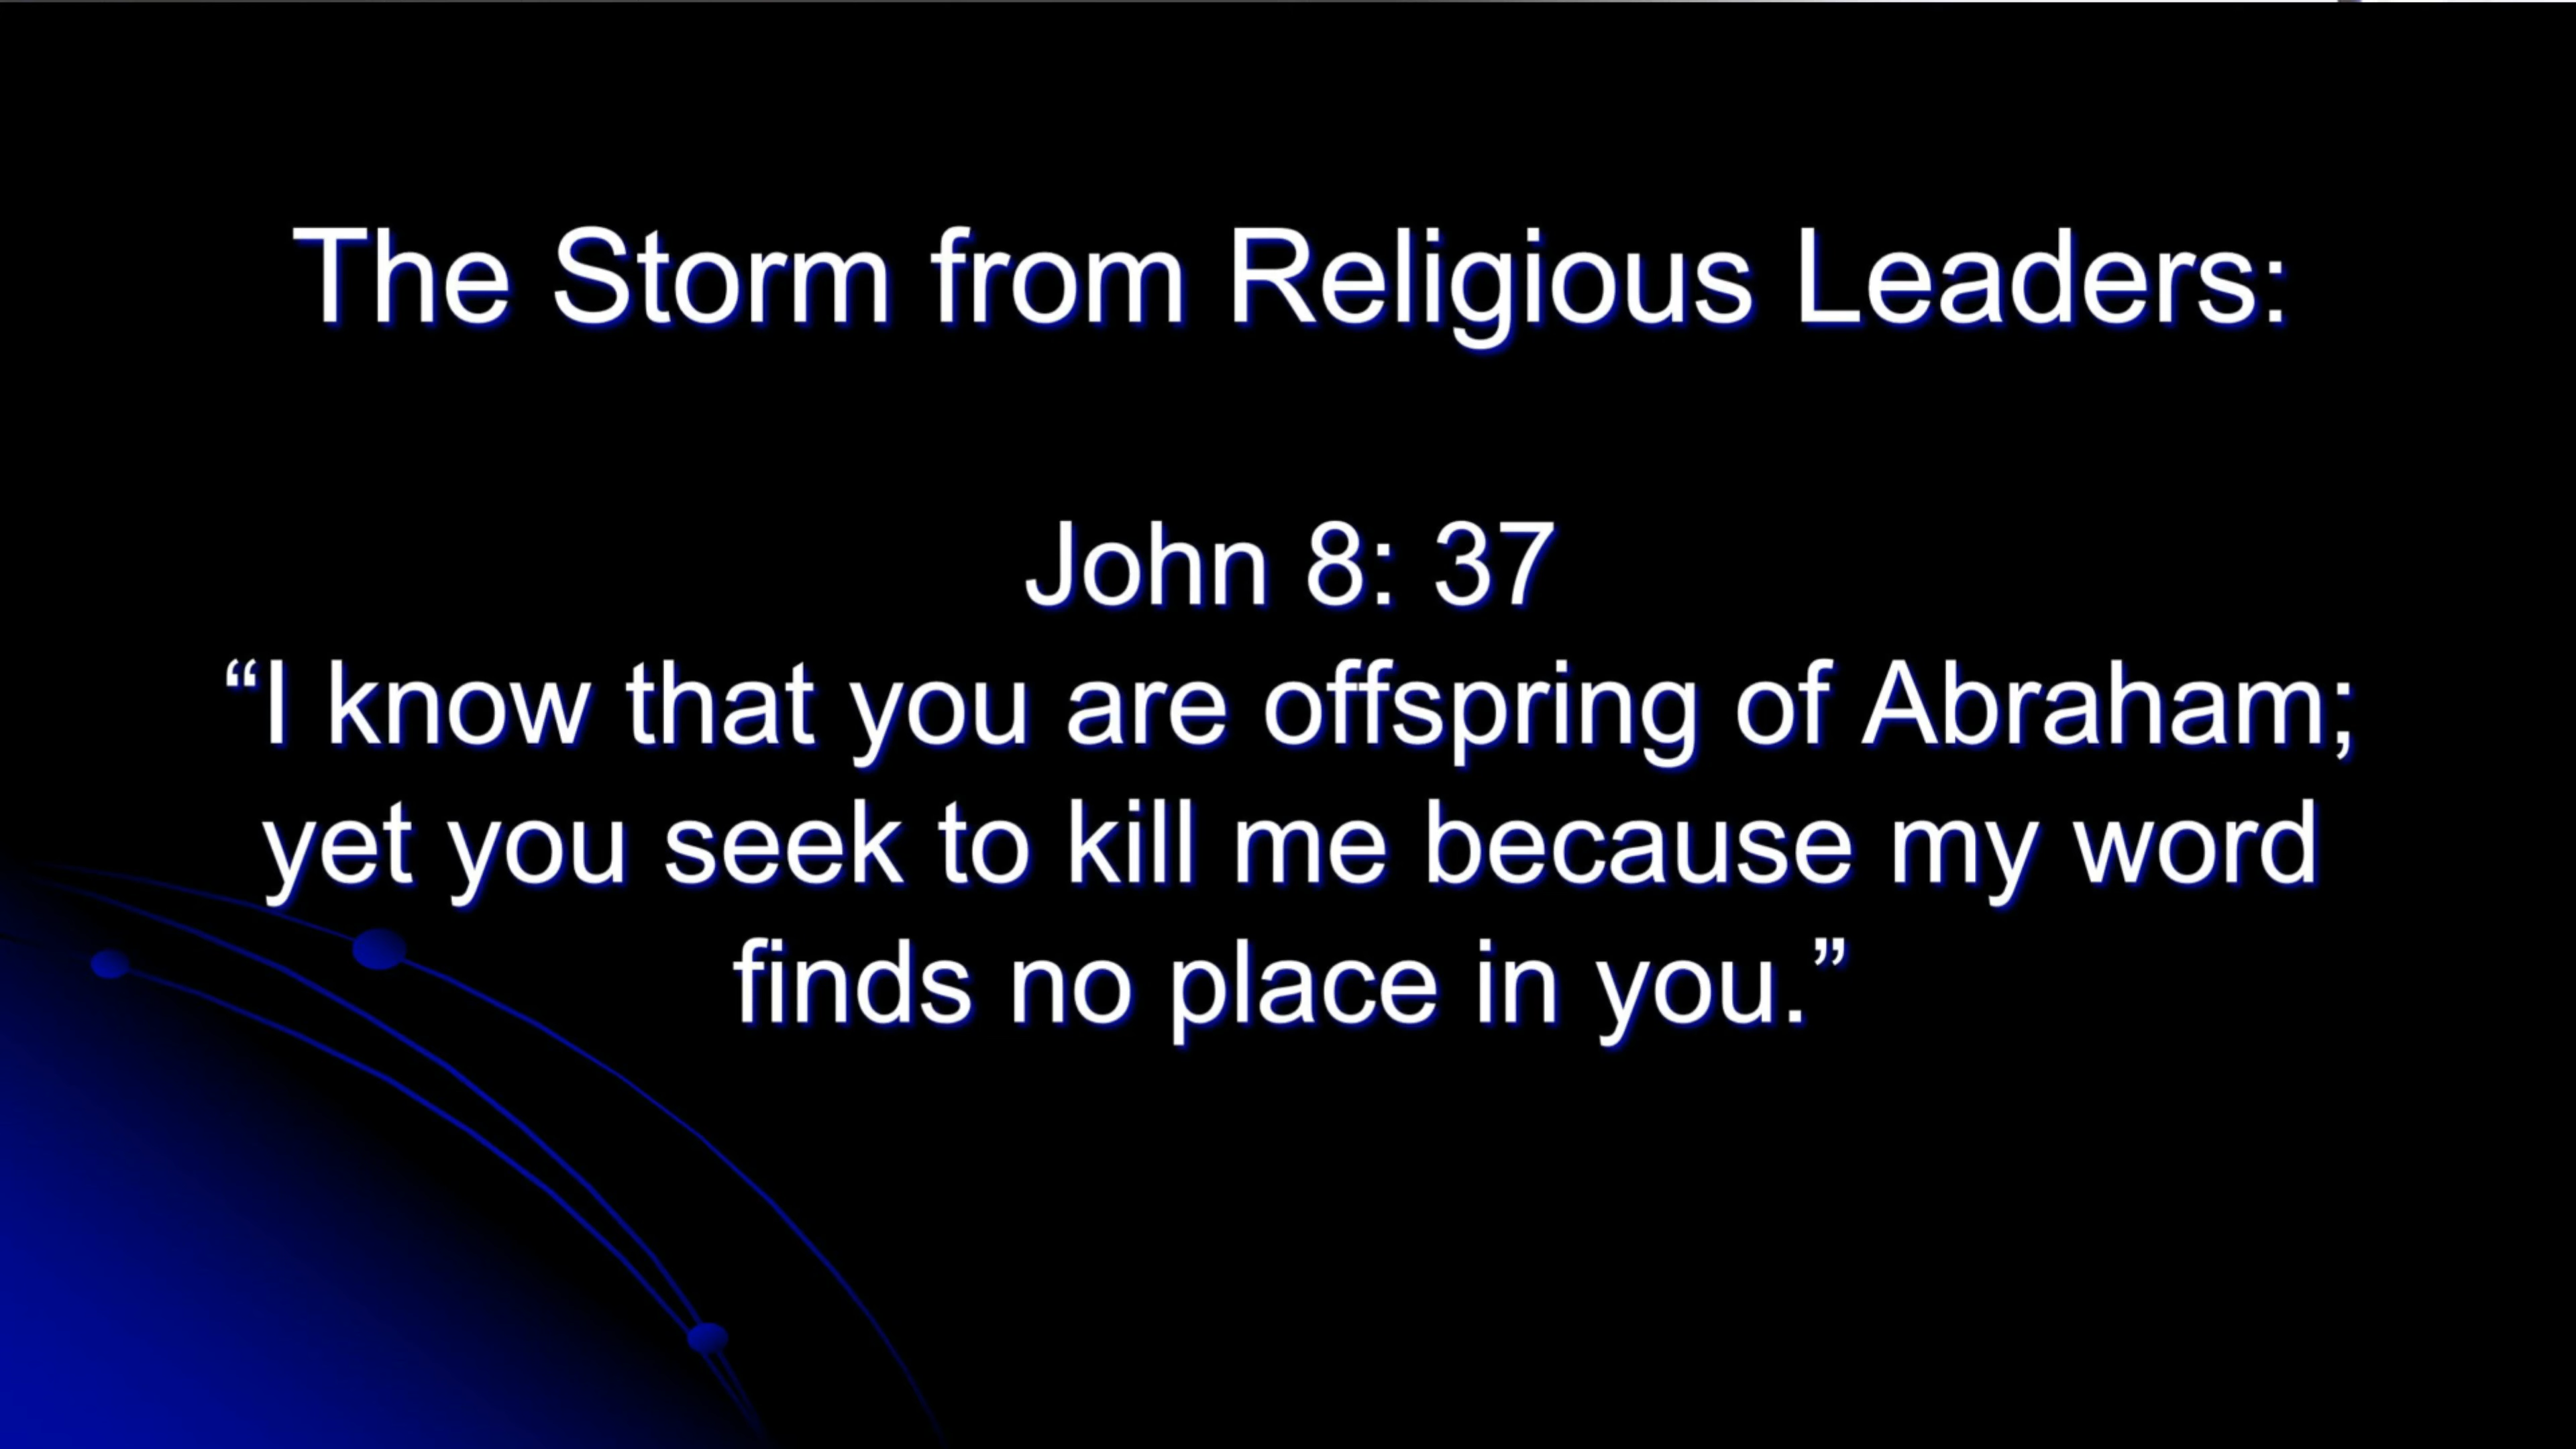 The Storm from Religious Leaders:
John 8: 37
“I know that you are offspring of Abraham;
yet you seek to kill me because my word
finds no place in you.”